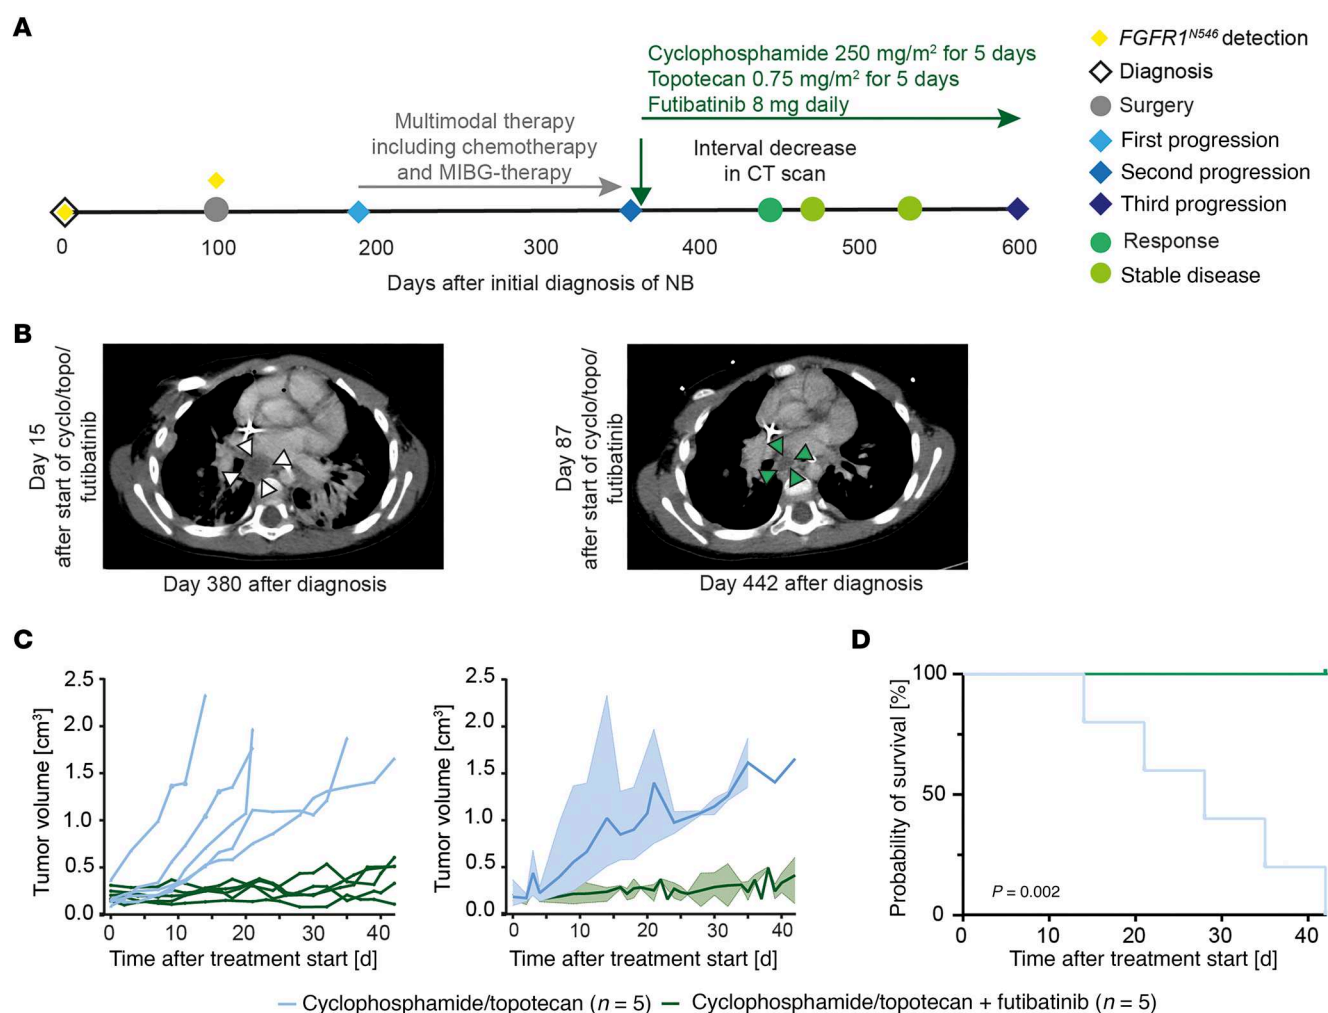 A
Cyclophosphamide 250 mg/m² for 5 days
Topotecan 0.75 mg/m² for 5 days
Futibatinib 8 mg daily
Multimodal therapy
including chemotherapy
and MIBG-therapy
Interval decrease
in CT scan
0 100 200 300 400 500 600
Days after initial diagnosis of NB
FGFR1ᴺ⁵⁴⁶ detection
Diagnosis
Surgery
First progression
Second progression
Third progression
Response
Stable disease
B
Day 15
after start of cyclo/topo/
futibatinib
Day 380 after diagnosis
Day 87
after start of cyclo/topo/
futibatinib
Day 442 after diagnosis
C
Tumor volume [cm³]
2.5
2.0
1.5
1.0
0.5
0.0
0 10 20 30 40
Time after treatment start [d]
Tumor volume [cm³]
2.5
2.0
1.5
1.0
0.5
0.0
0 10 20 30 40
Time after treatment start [d]
D
Probability of survival [%]
100
50
0
P = 0.002
0 10 20 30 40
Time after treatment start [d]
Cyclophosphamide/topotecan (n = 5)
Cyclophosphamide/topotecan + futibatinib (n = 5)